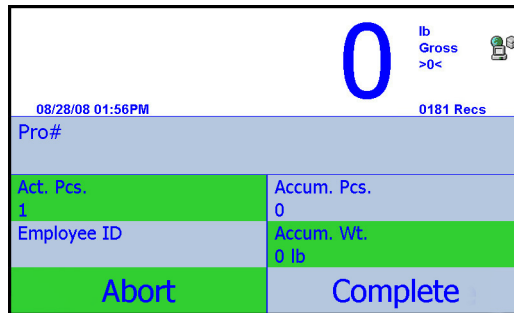 0
lb
Gross
>0<
08/28/08 01:56PM
0181 Recs
Pro#
Act. Pcs.
1
Accum. Pcs.
0
Employee ID
Accum. Wt.
0 lb
Abort
Complete